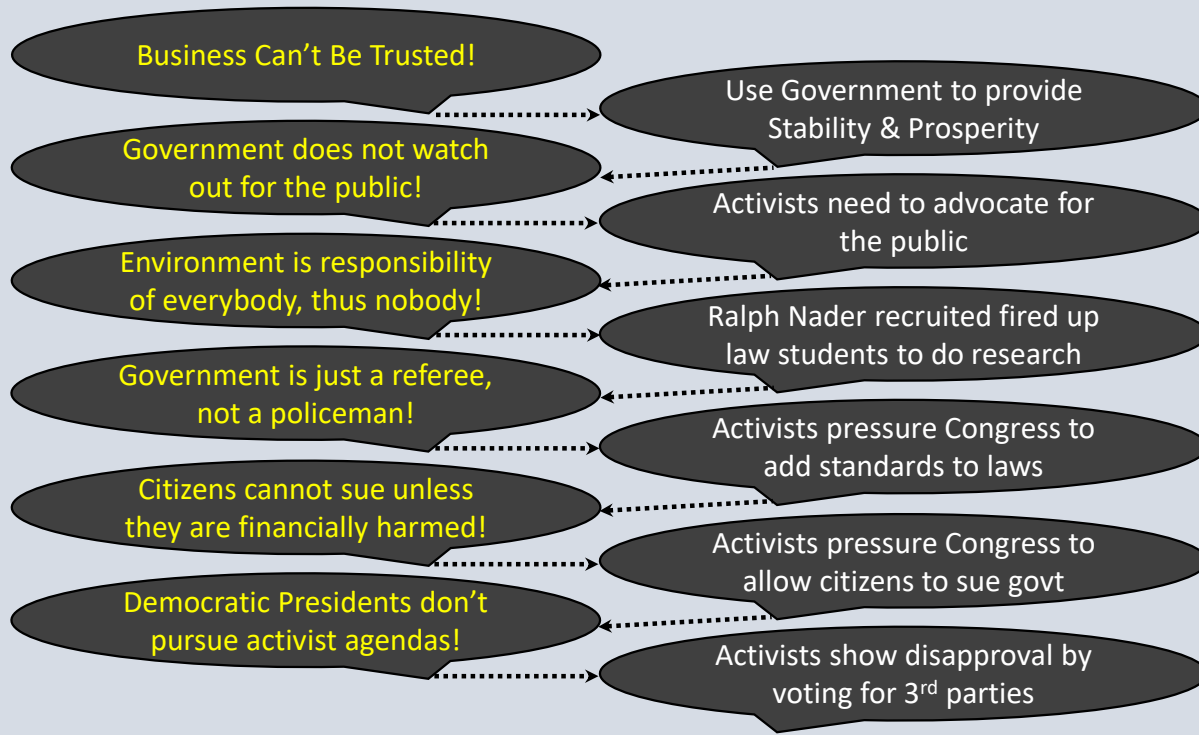 Business Can’t Be Trusted!
Use Government to provide
Stability & Prosperity
Government does not watch
out for the public!
Activists need to advocate for
the public
Environment is responsibility
of everybody, thus nobody!
Ralph Nader recruited fired up
law students to do research
Government is just a referee,
not a policeman!
Activists pressure Congress to
add standards to laws
Citizens cannot sue unless
they are financially harmed!
Activists pressure Congress to
allow citizens to sue govt
Democratic Presidents don’t
pursue activist agendas!
Activists show disapproval by
voting for 3rd parties